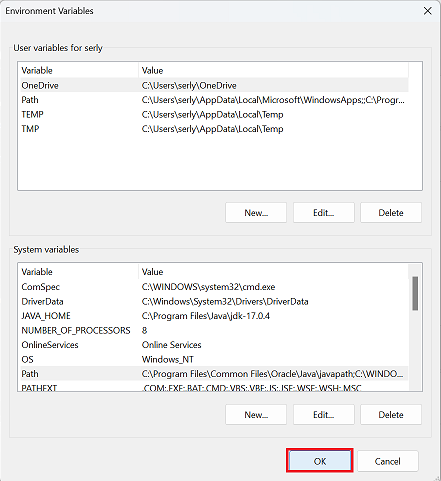 Environment Variables
User variables for serly
Variable Value
OneDrive C:\Users\serly\OneDrive
Path C:\Users\serly\AppData\Local\Microsoft\WindowsApps;;C:\Progr...
TEMP C:\Users\serly\AppData\Local\Temp
TMP C:\Users\serly\AppData\Local\Temp
New... Edit... Delete
System variables
Variable Value
ComSpec C:\WINDOWS\system32\cmd.exe
DriverData C:\Windows\System32\Drivers\DriverData
JAVA_HOME C:\Program Files\Java\jdk-17.0.4
NUMBER_OF_PROCESSORS 8
OnlineServices Online Services
OS Windows_NT
Path C:\Program Files\Common Files\Oracle\Java\javapath;C:\WINDO...
PATHEXT .COM;.EXE;.BAT;.CMD;.VBS;.VBE;.JS;.JSE;.WSF;.WSH;.MSC
New... Edit... Delete
OK Cancel